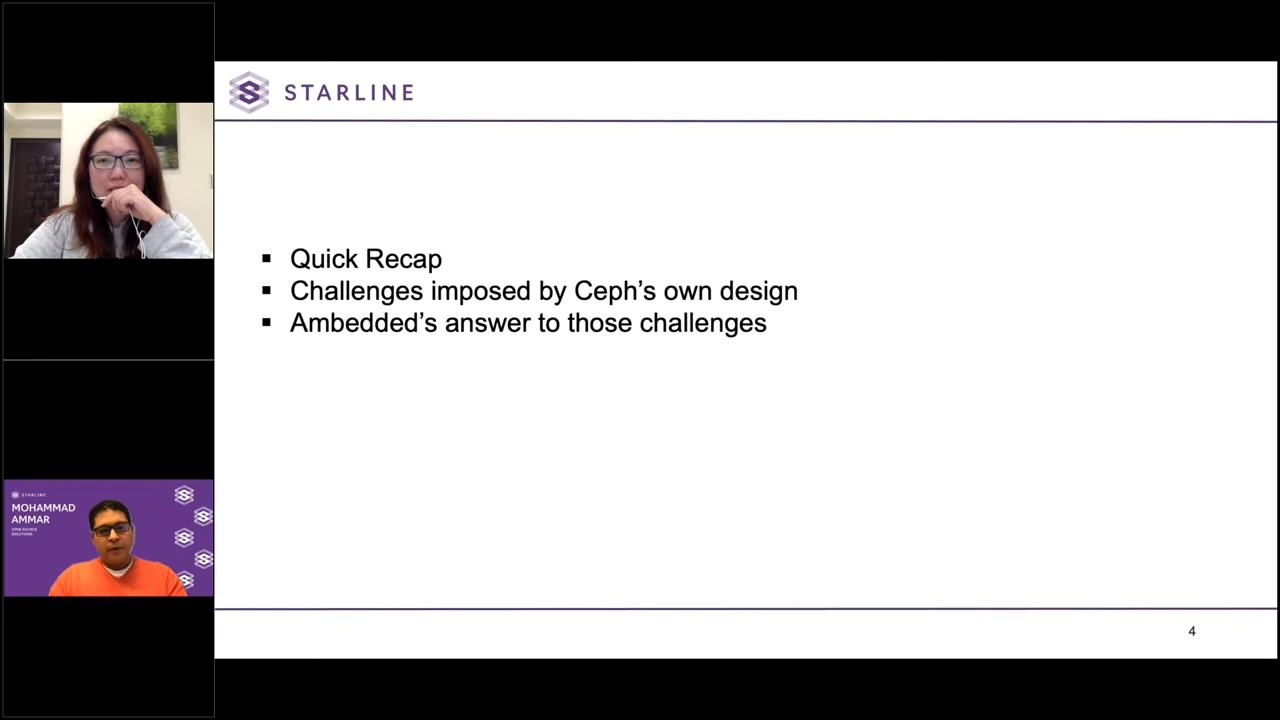 STARLINE
▪ Quick Recap
▪ Challenges imposed by Ceph's own design
▪ Ambedded's answer to those challenges
4
STARLINE
MOHAMMAD
AMMAR
OPEN SOURCE
SOLUTIONS